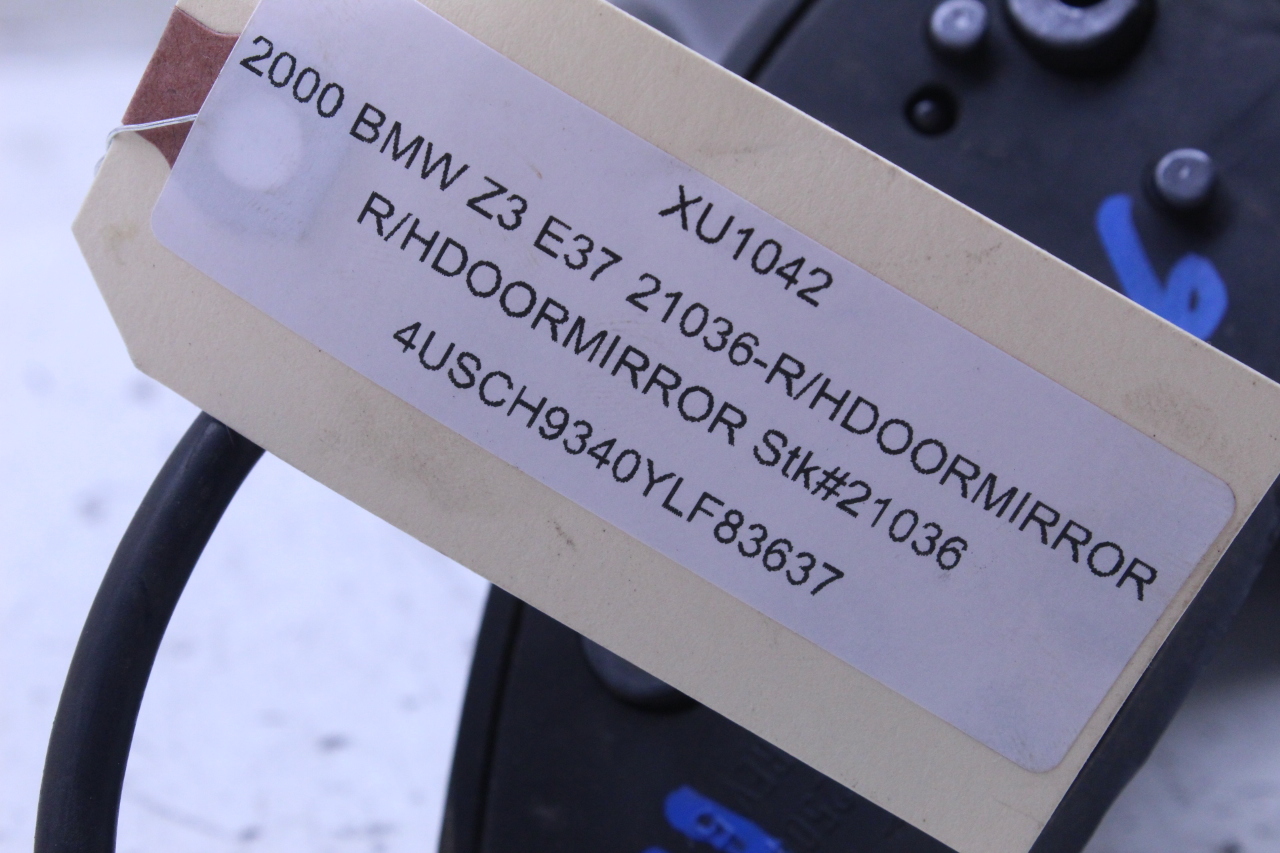 XU1042
2000 BMW Z3 E37 21036-R/HDOORMIRROR
R/HDOORMIRROR Stk#21036
4USCH9340YLF83637